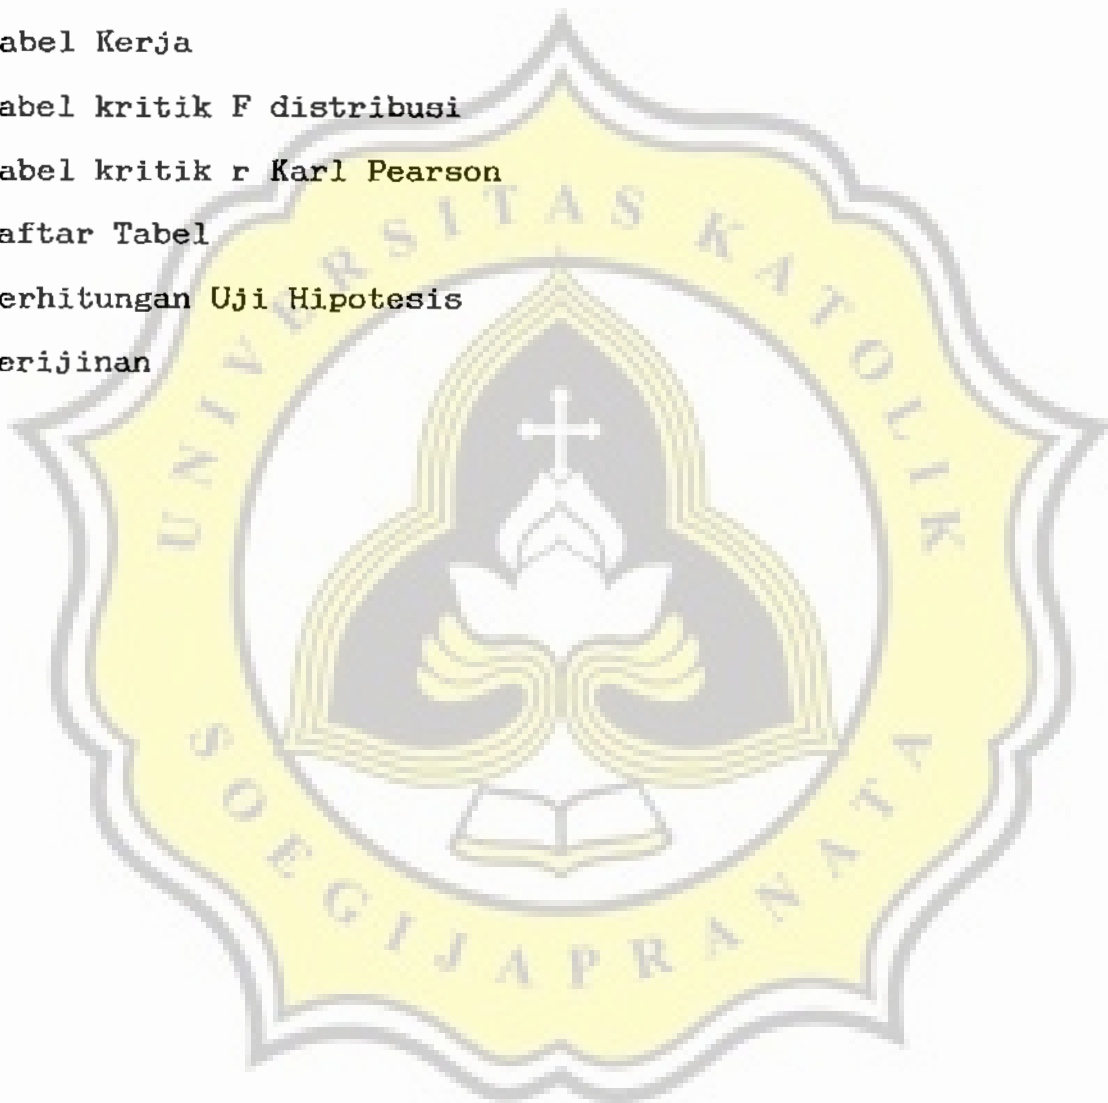 abel Kerja
abel kritik F distribusi
abel kritik r Karl Pearson
aftar Tabel
erhitungan Uji Hipotesis
erijinan
UNIVERSITAS KATOLIK
SOEGIJAPRANATA